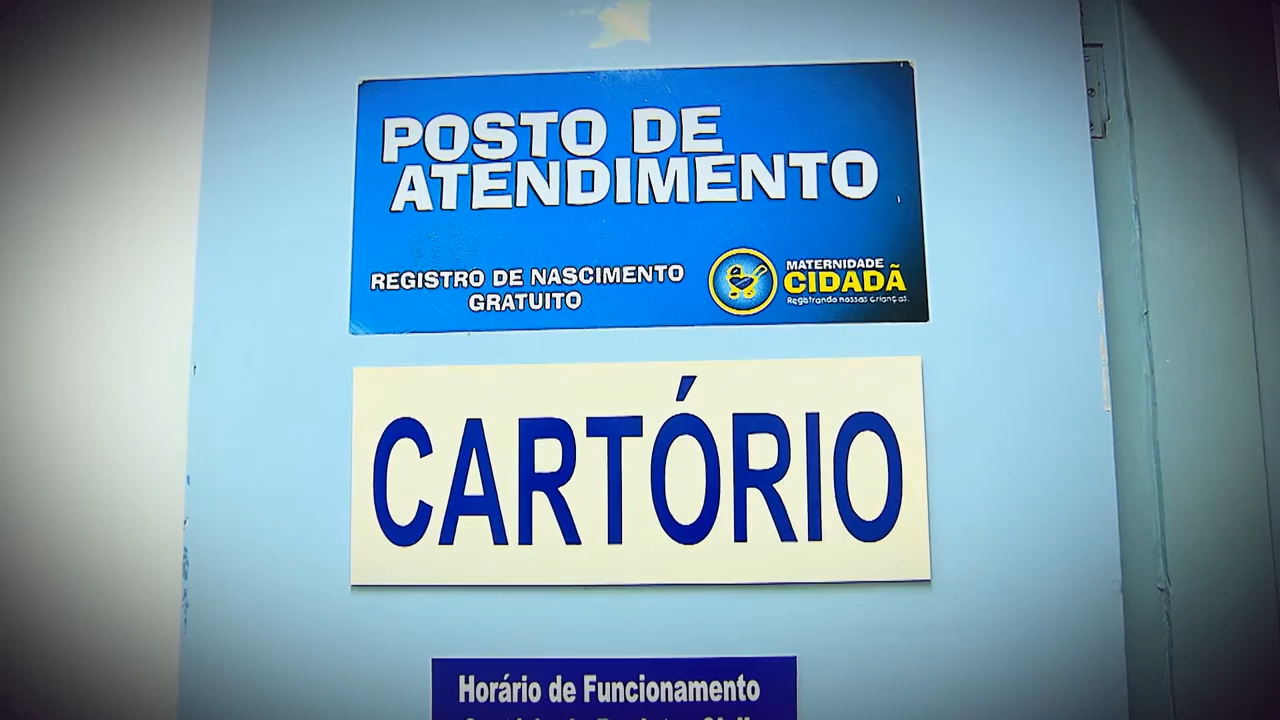 POSTO DE
ATENDIMENTO
REGISTRO DE NASCIMENTO
GRATUITO
MATERNIDADE
CIDADÃ
Registrando nossas crianças.
CARTÓRIO
Horário de Funcionamento